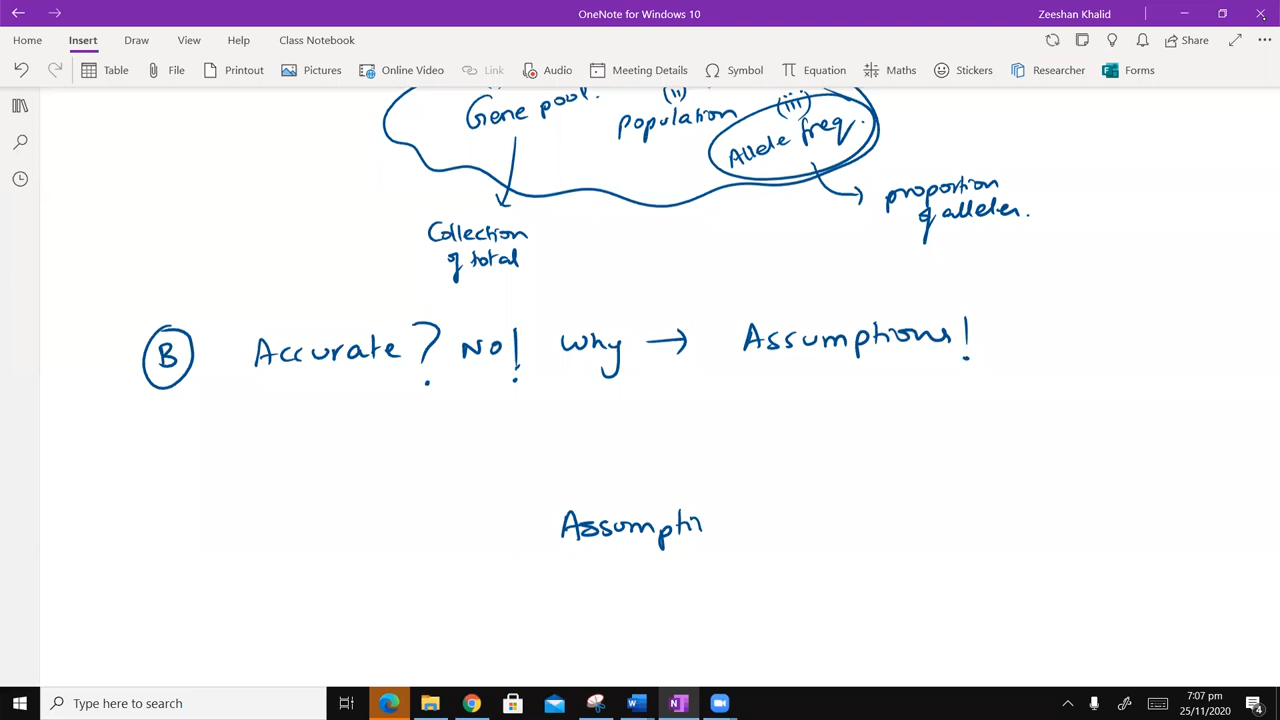 OneNote for Windows 10
Zeeshan Khalid
Home Insert Draw View Help Class Notebook
Share
Table File Printout Pictures Online Video Link Audio Meeting Details Symbol Equation Maths Stickers Researcher Forms
Gene pool. (ii) population (iii) Allele freq.
Collection of total
proportion of alleles.
B Accurate? No! Why → Assumptions!
Assumpti
Type here to search
7:07 pm
25/11/2020
4